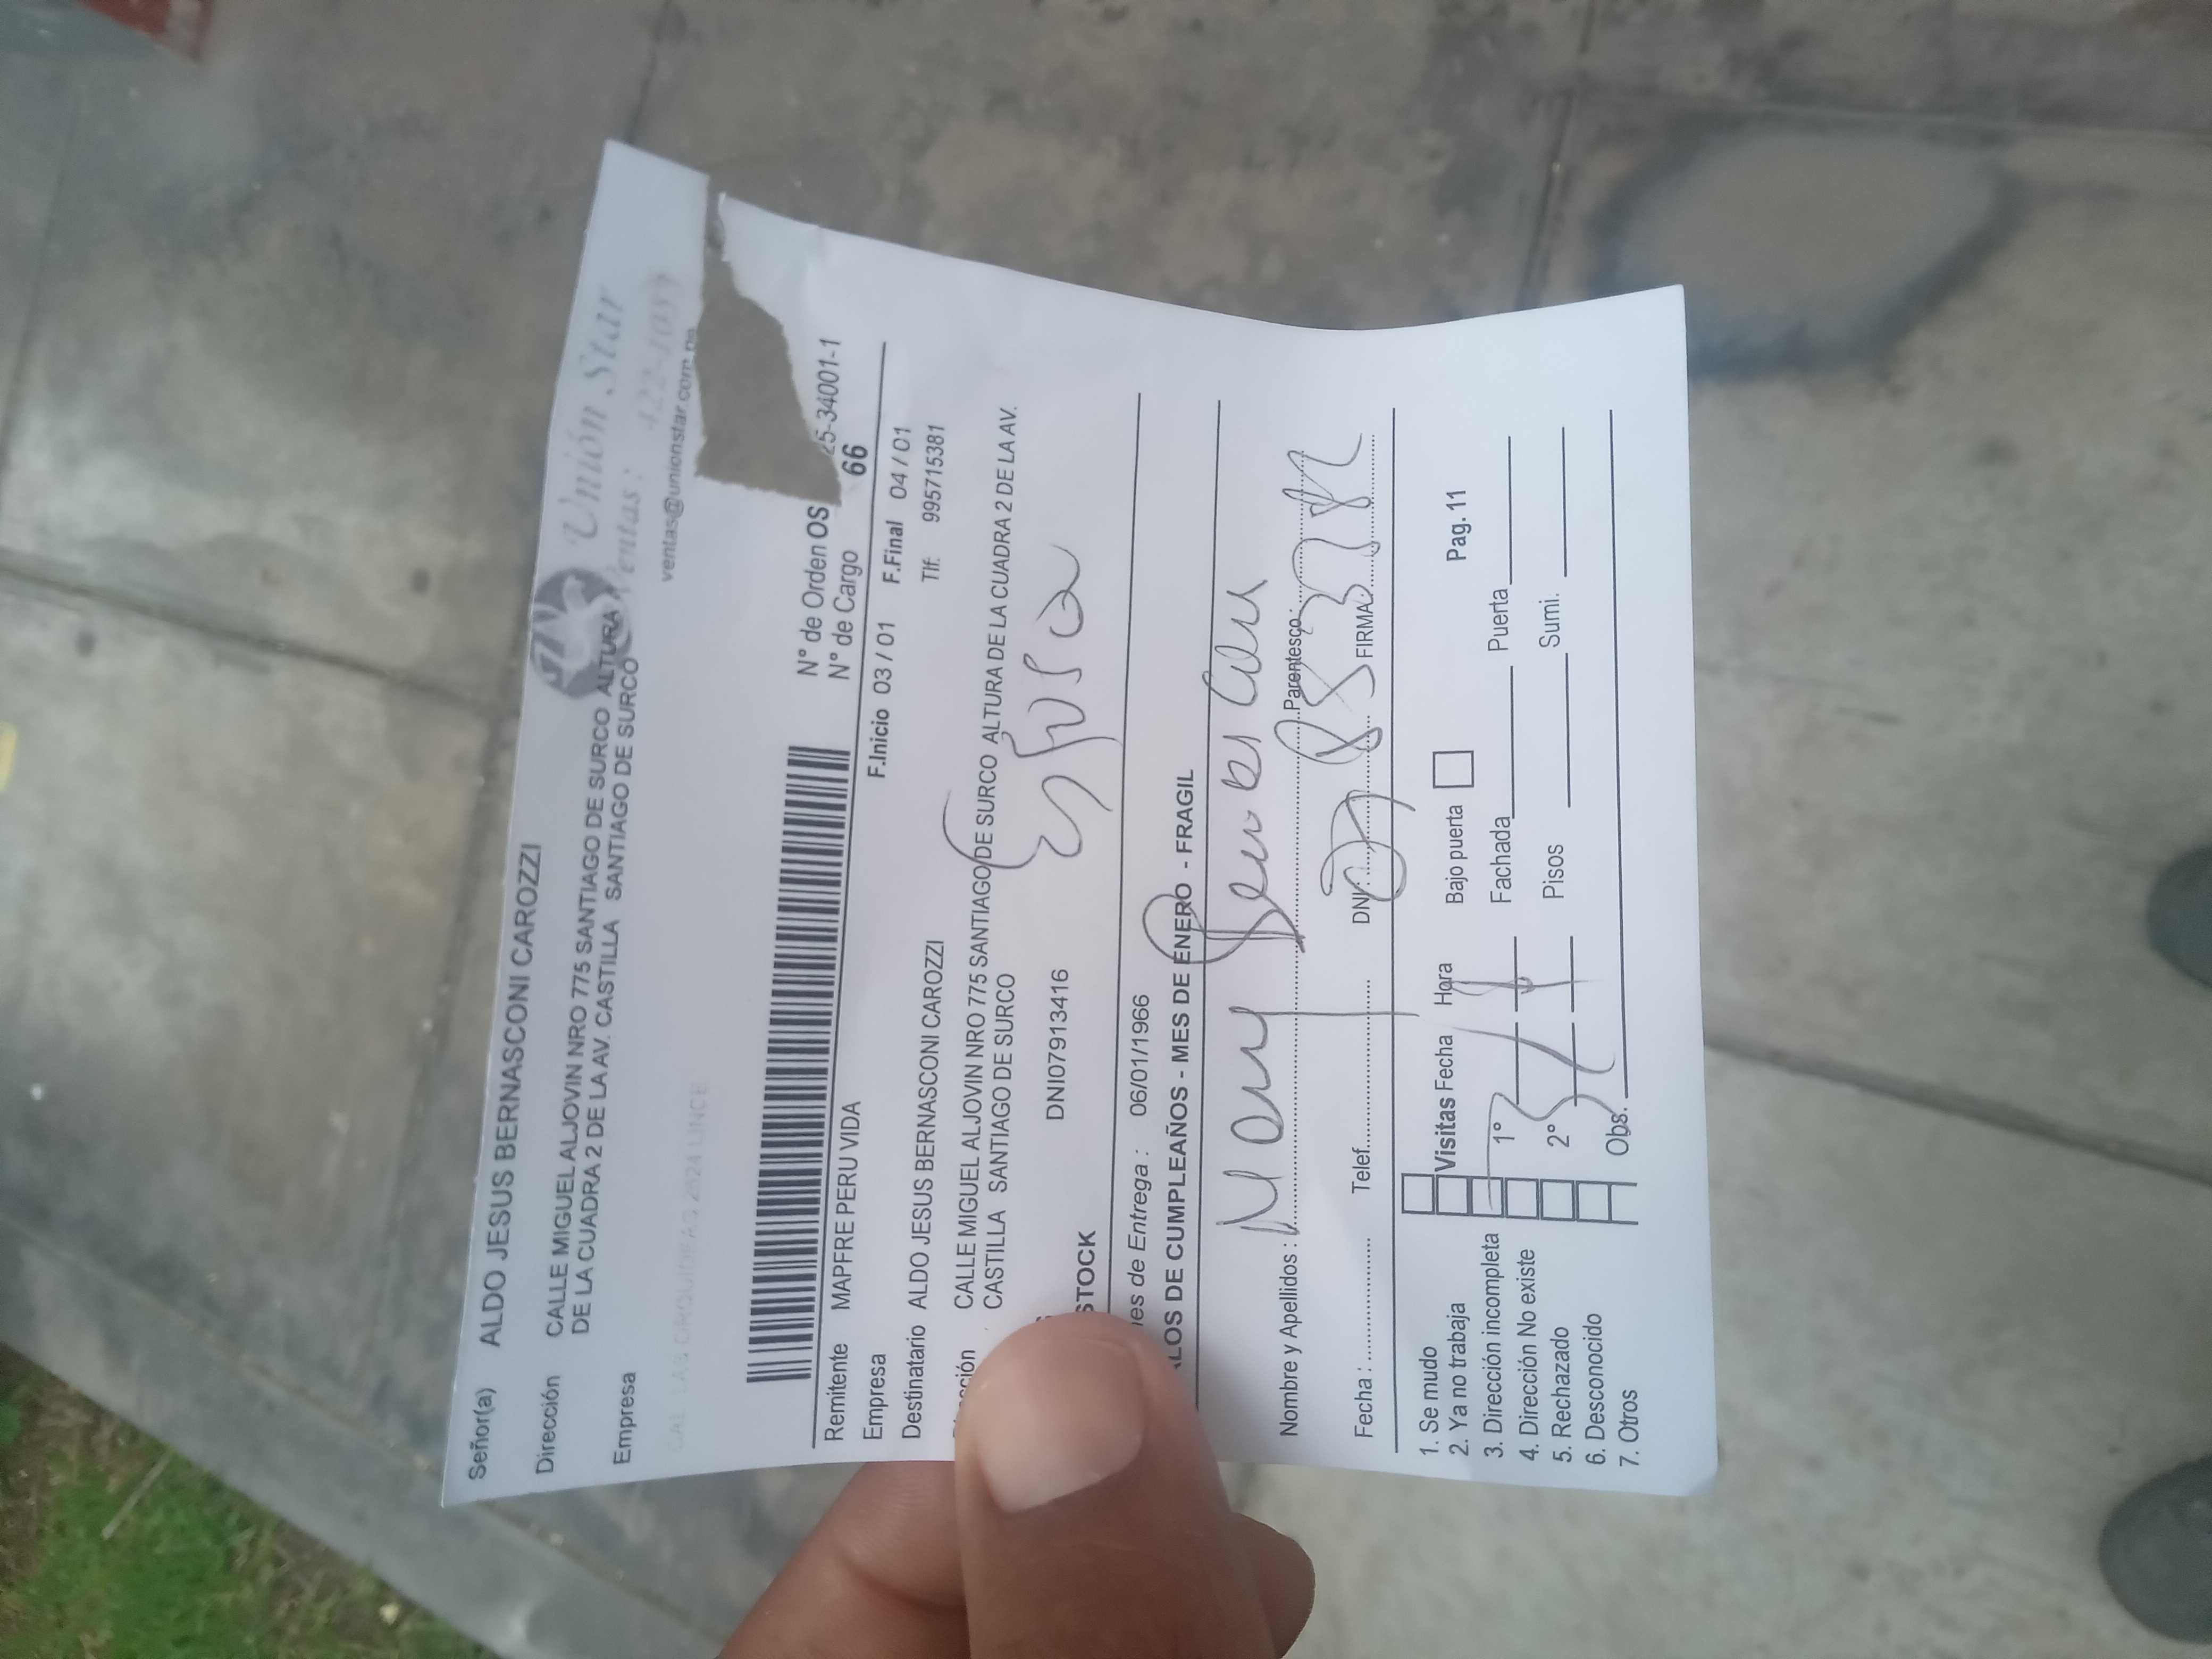 Señor(a) ALDO JESUS BERNASCONI CAROZZI
Dirección CALLE MIGUEL ALJOVIN NRO 775 SANTIAGO DE SURCO ALTURA
DE LA CUADRA 2 DE LA AV. CASTILLA SANTIAGO DE SURCO
Empresa
Unión Star
Ventas: 422-1033
ventas@unionstar.com.pe
N° de Orden OS 25-34001-1
N° de Cargo 66
Remitente MAPFRE PERU VIDA
F.Inicio 03 / 01 F.Final 04 / 01
Empresa
Tlf. 995715381
Destinatario ALDO JESUS BERNASCONI CAROZZI
CALLE MIGUEL ALJOVIN NRO 775 SANTIAGO DE SURCO ALTURA DE LA CUADRA 2 DE LA AV.
CASTILLA SANTIAGO DE SURCO
DNI07913416
STOCK
es de Entrega : 06/01/1966
LOS DE CUMPLEAÑOS - MES DE ENERO - FRAGIL
Nombre y Apellidos :
Parentesco :
Fecha : Telef. DNI: FIRMA:
1. Se mudo
2. Ya no trabaja
3. Dirección incompleta
4. Dirección No existe
5. Rechazado
6. Desconocido
7. Otros
Visitas Fecha Hora
1°
2°
Obs.
Bajo puerta Pag. 11
Fachada Puerta
Pisos Sumi.